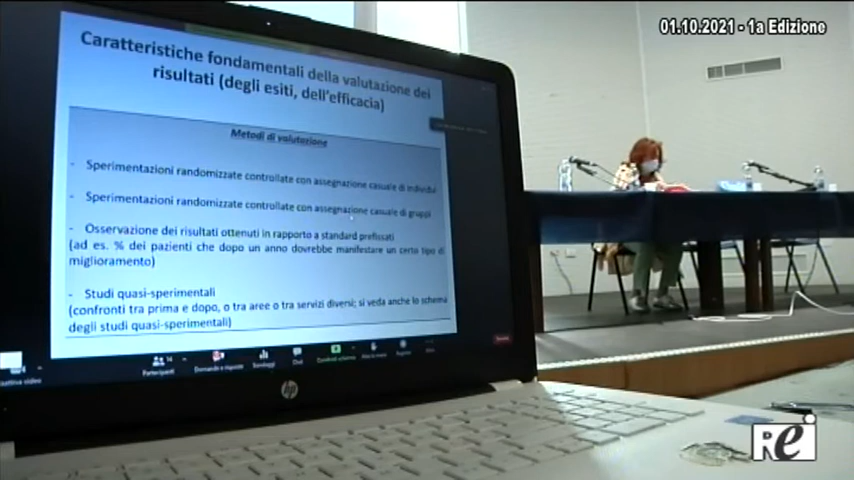 01.10.2021 - 1a Edizione
Caratteristiche fondamentali della valutazione dei
risultati (degli esiti, dell'efficacia)
Metodi di valutazione
- Sperimentazioni randomizzate controllate con assegnazione casuale di individui
- Sperimentazioni randomizzate controllate con assegnazione casuale di gruppi
- Osservazione dei risultati ottenuti in rapporto a standard prefissati
(ad es. % dei pazienti che dopo un anno dovrebbe manifestare un certo tipo di
miglioramento)
- Studi quasi-sperimentali
(confronti tra prima e dopo, o tra aree o tra servizi diversi; si veda anche lo schema
degli studi quasi-sperimentali)
Partecipanti Domande e risposte Sondaggi Chat
hp
REi